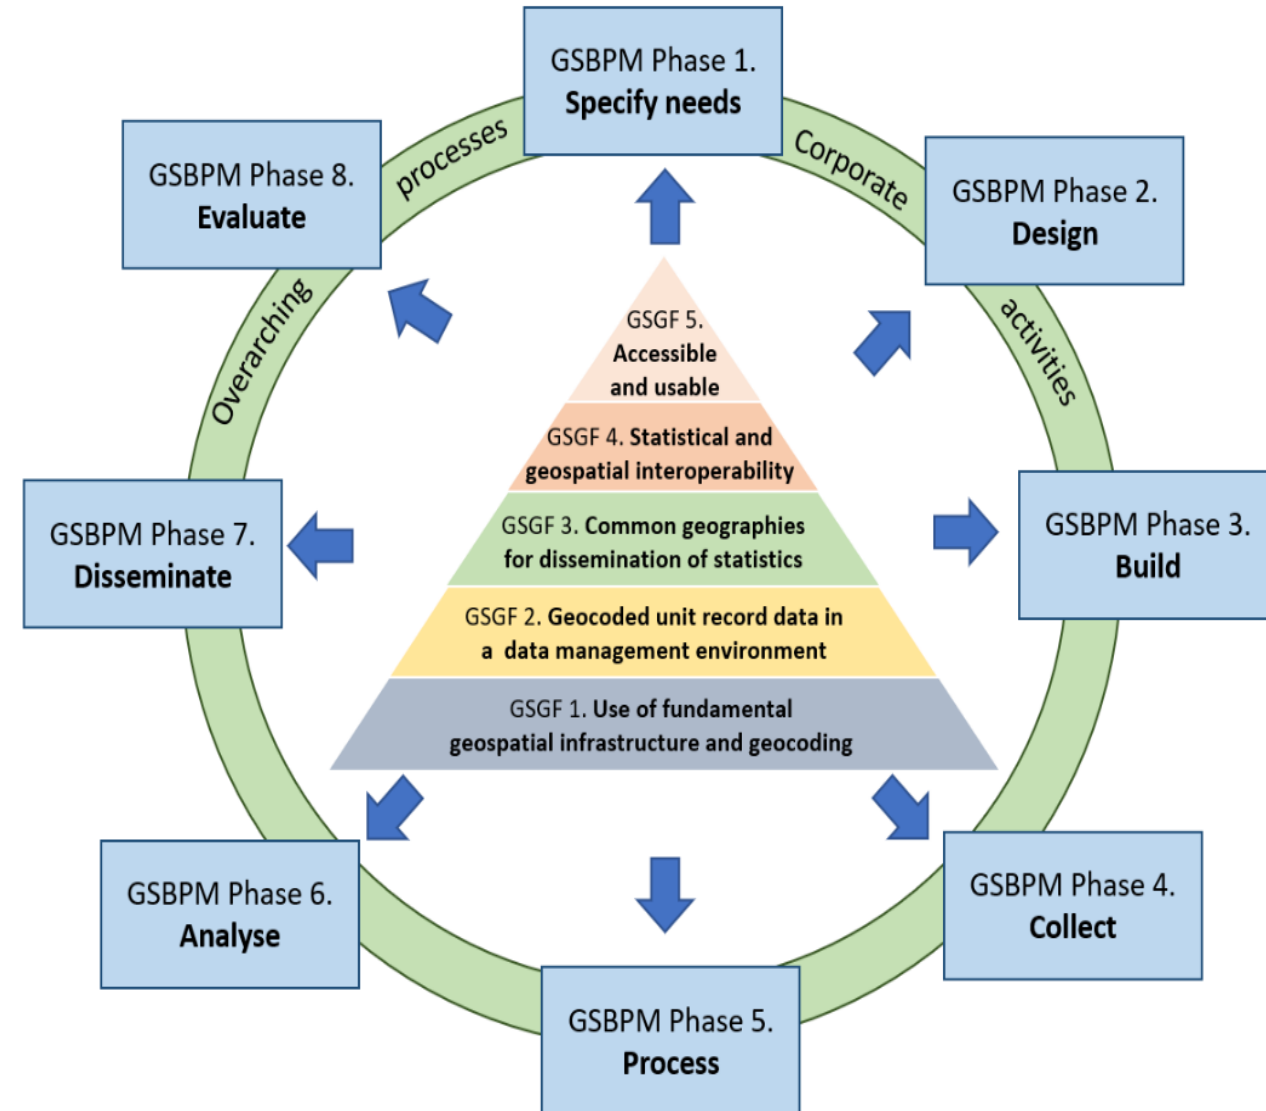 GSBPM Phase 1.
Specify needs
processes
Corporate
GSBPM Phase 8.
Evaluate
GSBPM Phase 2.
Design
Overarching
activities
GSGF 5.
Accessible
and usable
GSGF 4. Statistical and
geospatial interoperability
GSBPM Phase 7.
Disseminate
GSGF 3. Common geographies
for dissemination of statistics
GSBPM Phase 3.
Build
GSGF 2. Geocoded unit record data in
a data management environment
GSGF 1. Use of fundamental
geospatial infrastructure and geocoding
GSBPM Phase 6.
Analyse
GSBPM Phase 4.
Collect
GSBPM Phase 5.
Process